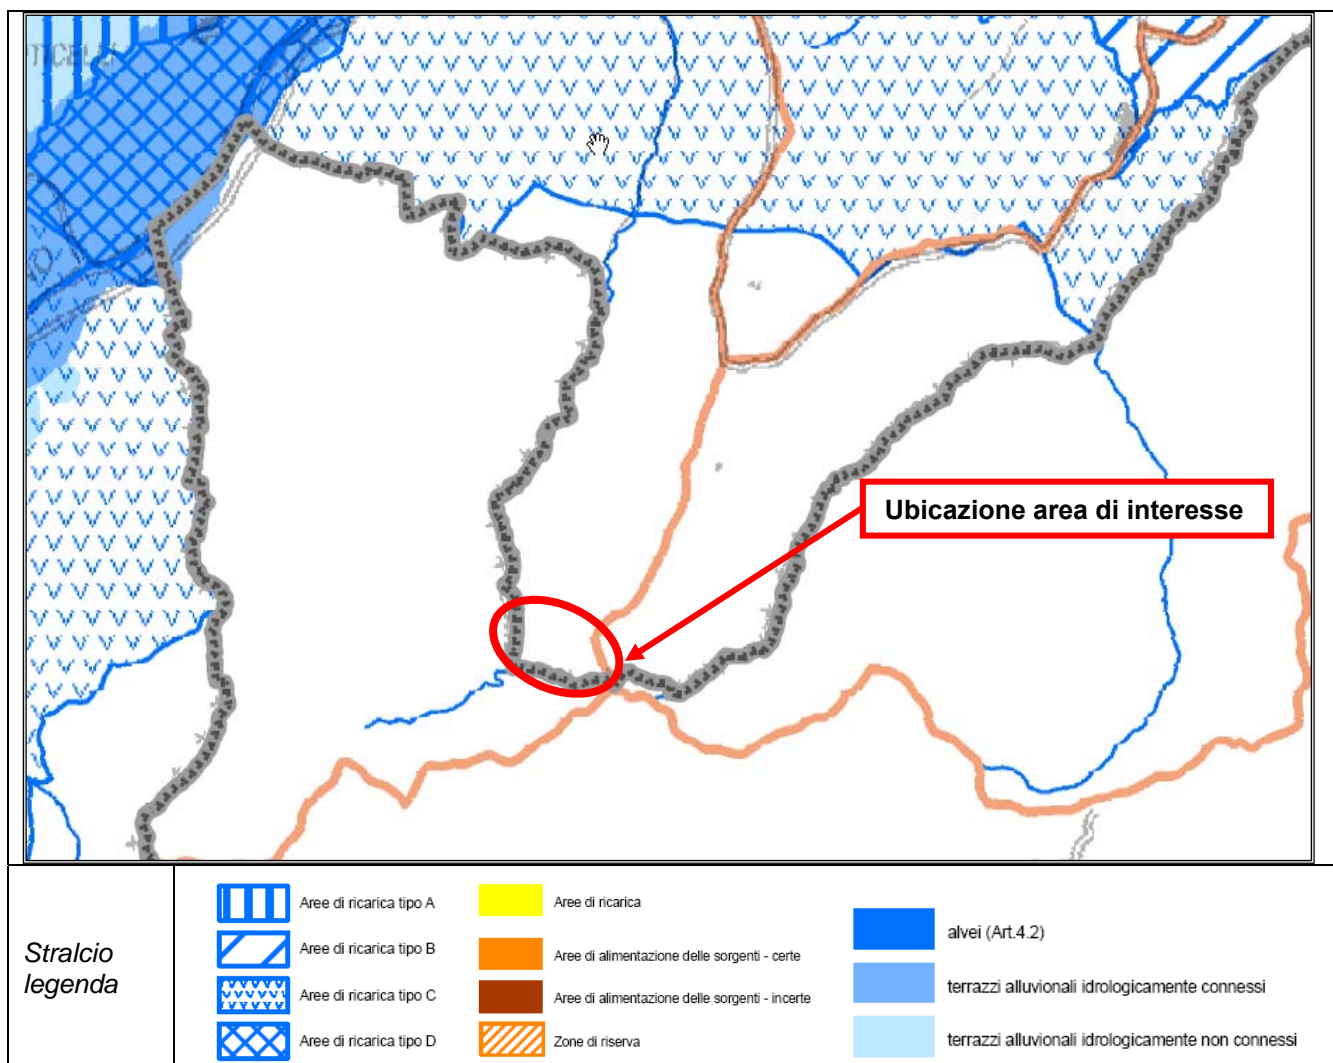 TICELLI
Ubicazione area di interesse
Stralcio
legenda
Aree di ricarica tipo A
Aree di ricarica tipo B
Aree di ricarica tipo C
Aree di ricarica tipo D
Aree di ricarica
Aree di alimentazione delle sorgenti - certe
Aree di alimentazione delle sorgenti - incerte
Zone di riserva
alvei (Art.4.2)
terrazzi alluvionali idrologicamente connessi
terrazzi alluvionali idrologicamente non connessi